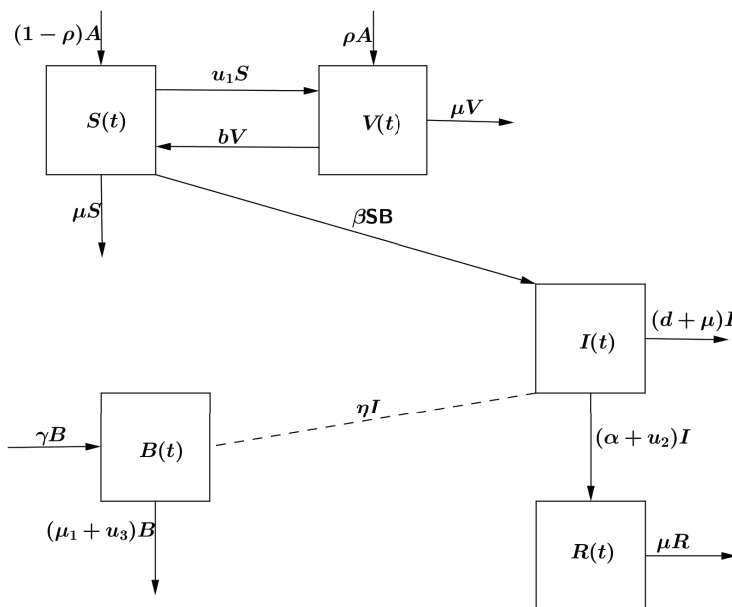 (1 − ρ)A
ρA
u₁S
S(t)
V(t)
μV
bV
μS
βSB
(d + μ)I
I(t)
ηI
γB
B(t)
(α + u₂)I
(μ₁ + u₃)B
R(t)
μR